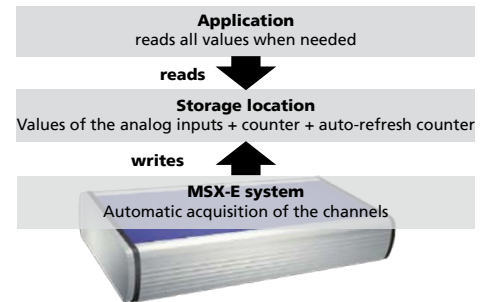 Application
reads all values when needed
reads
Storage location
Values of the analog inputs + counter + auto-refresh counter
writes
MSX-E system
Automatic acquisition of the channels